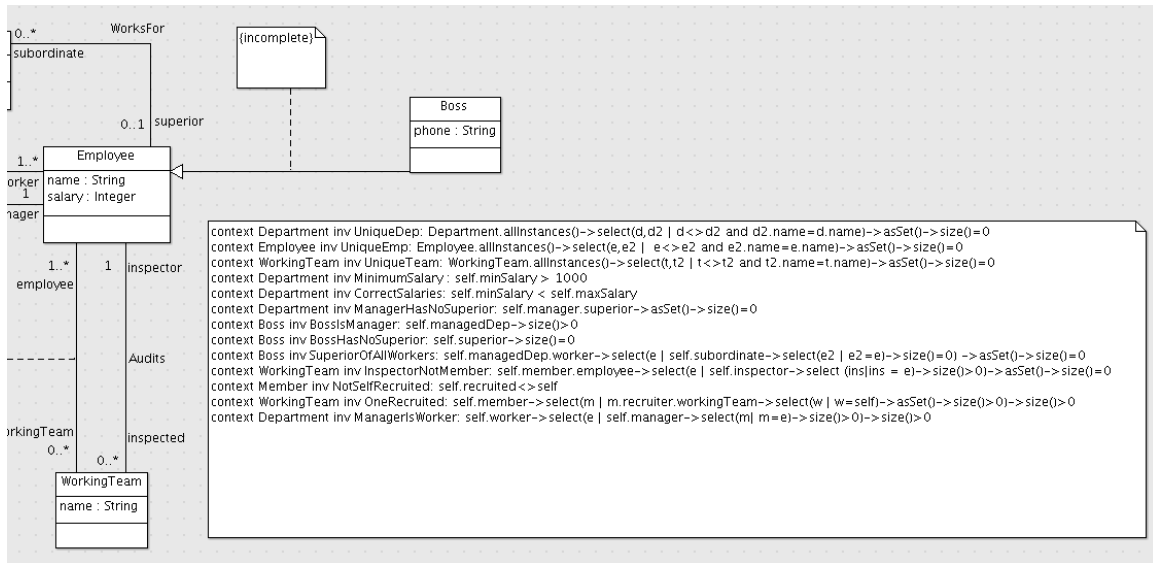 0..*
WorksFor
subordinate
{incomplete}
Boss
phone : String
0..1
superior
1..*
Employee
name : String
salary : Integer
orker
1
nager
1..*
employee
1
inspector
Audits
context Department inv UniqueDep: Department.allInstances()->select(d,d2 | d<>d2 and d2.name=d.name)->asSet()->size()=0
context Employee inv UniqueEmp: Employee.allInstances()->select(e,e2 |  e<>e2 and e2.name=e.name)->asSet()->size()=0
context WorkingTeam inv UniqueTeam: WorkingTeam.allInstances()->select(t,t2 | t<>t2 and t2.name=t.name)->asSet()->size()=0
context Department inv MinimumSalary : self.minSalary > 1000
context Department inv CorrectSalaries: self.minSalary < self.maxSalary
context Department inv ManagerHasNoSuperior: self.manager.superior->asSet()->size()=0
context Boss inv BossIsManager: self.managedDep->size()>0
context Boss inv BossHasNoSuperior: self.superior->size()=0
context Boss inv SuperiorOfAllWorkers: self.managedDep.worker->select(e | self.subordinate->select(e2 | e2=e)->size()=0) ->asSet()->size()=0
context WorkingTeam inv InspectorNotMember: self.member.employee->select(e | self.inspector->select (ins|ins = e)->size()>0)->asSet()->size()=0
context Member inv NotSelfRecruited: self.recruited<>self
context WorkingTeam inv OneRecruited: self.member->select(m | m.recruiter.workingTeam->select(w | w=self)->asSet()->size()>0)->size()>0
context Department inv ManagerIsWorker: self.worker->select(e | self.manager->select(m| m=e)->size()>0)->size()>0
orkingTeam
0..*
inspected
0..*
WorkingTeam
name : String